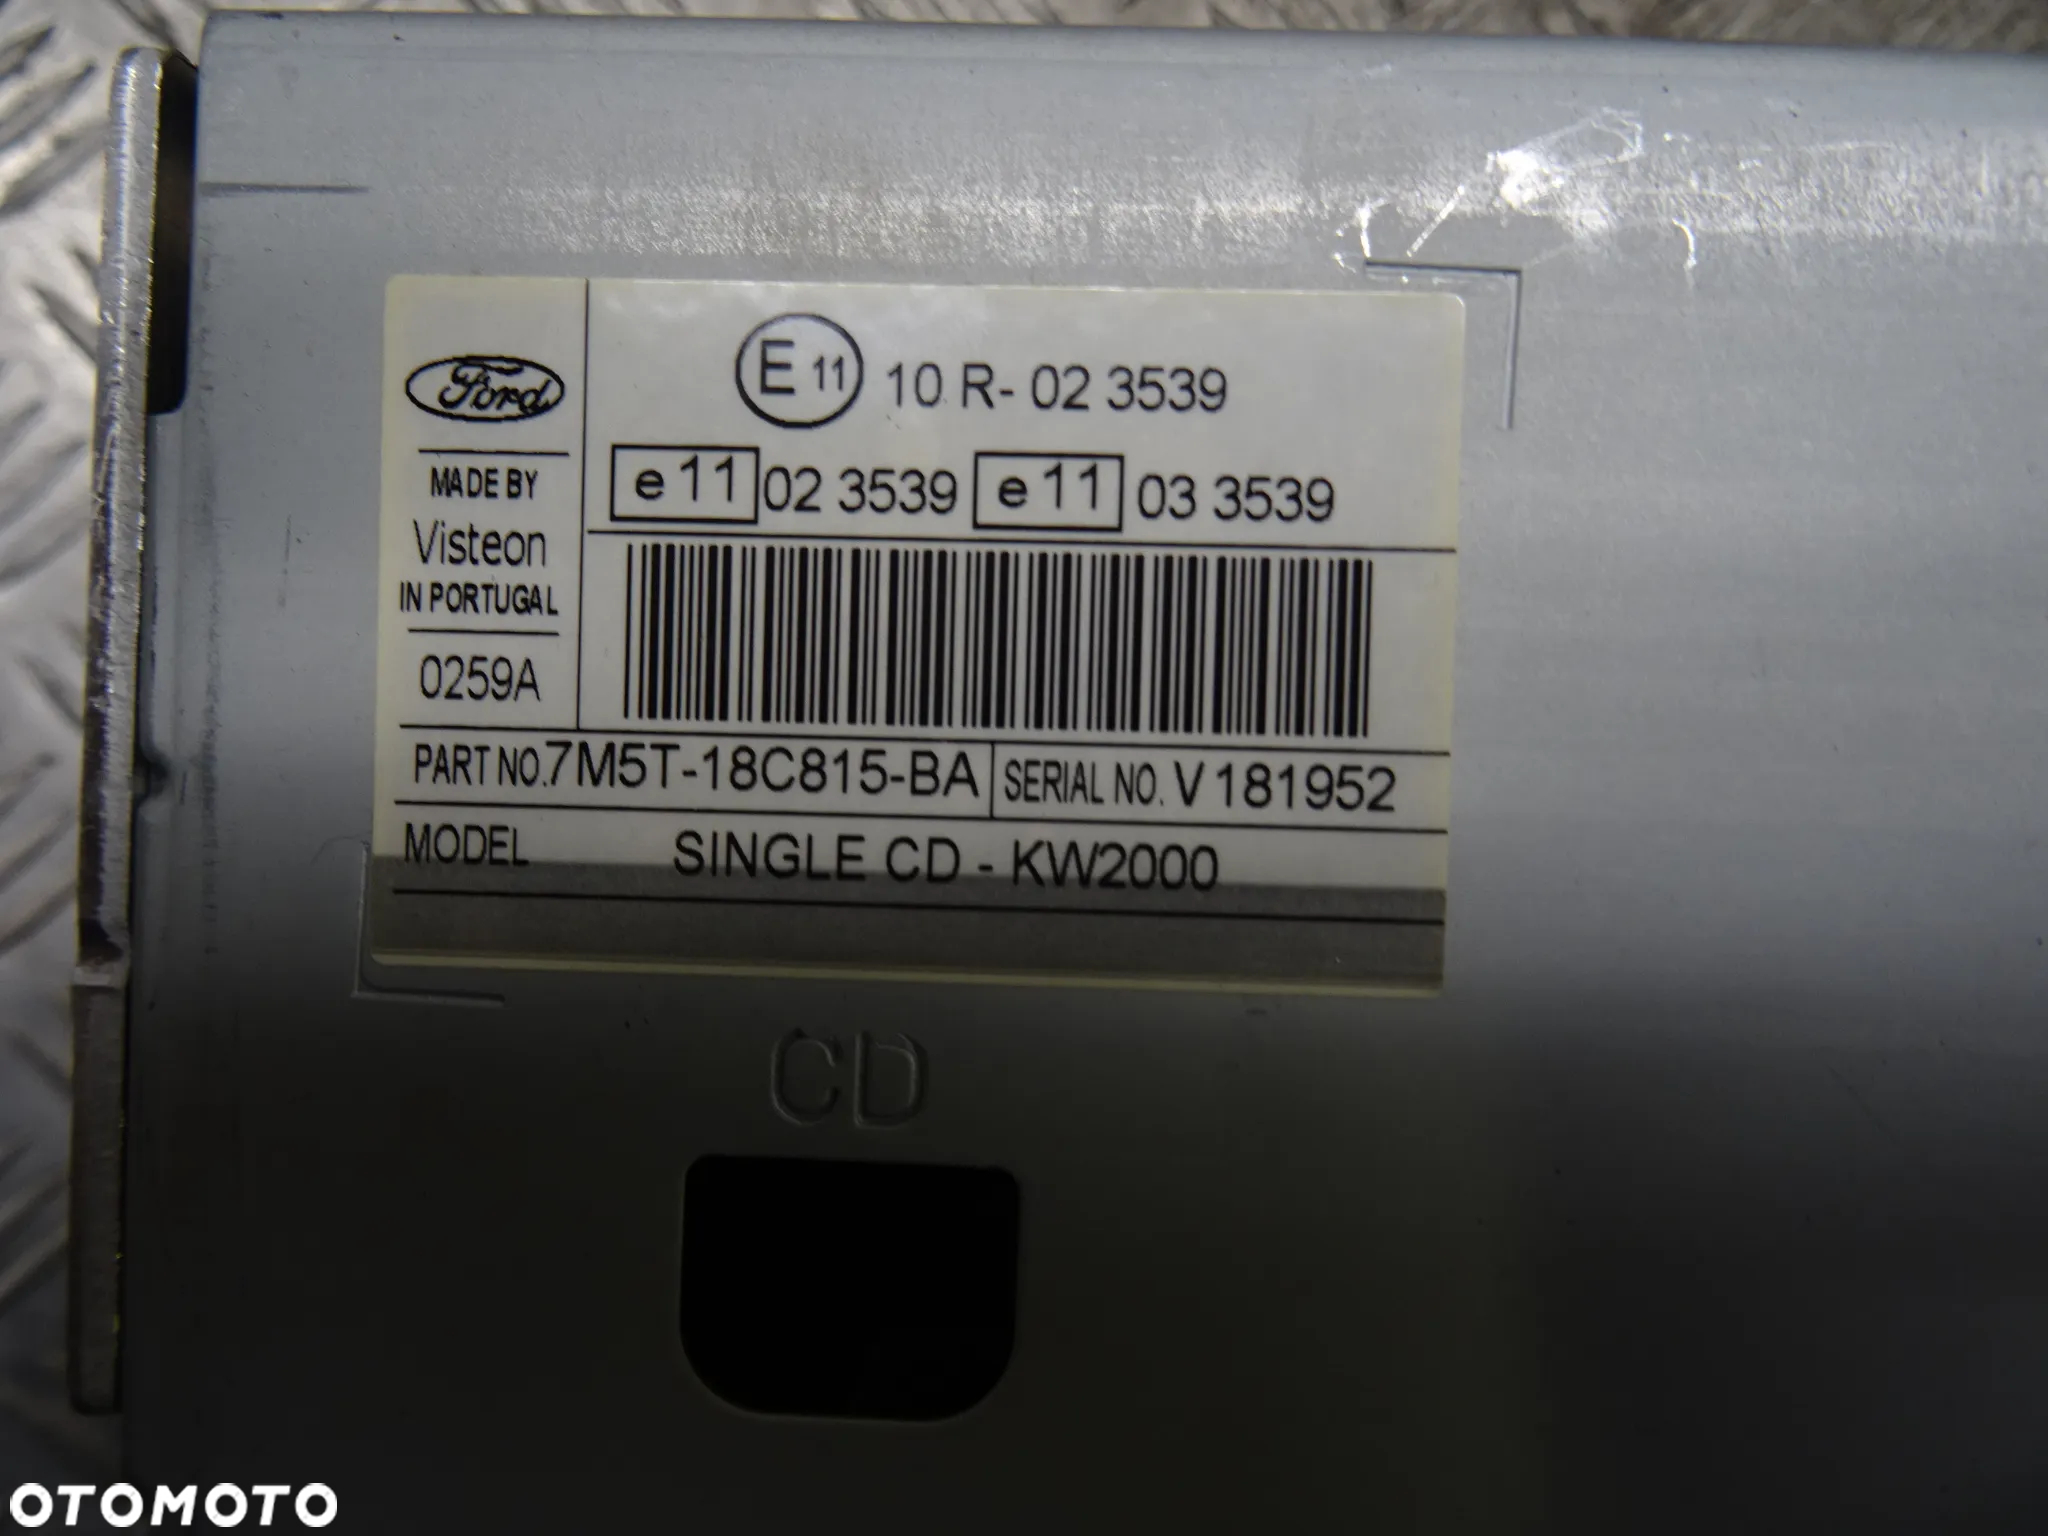 Ford
MADE BY
Visteon
IN PORTUGAL
0259A
E 11 10 R- 02 3539
e 11 02 3539 e 11 03 3539
PART NO. 7M5T-18C815-BA SERIAL NO. V 181952
MODEL SINGLE CD - KW2000
CD
OTOMOTO